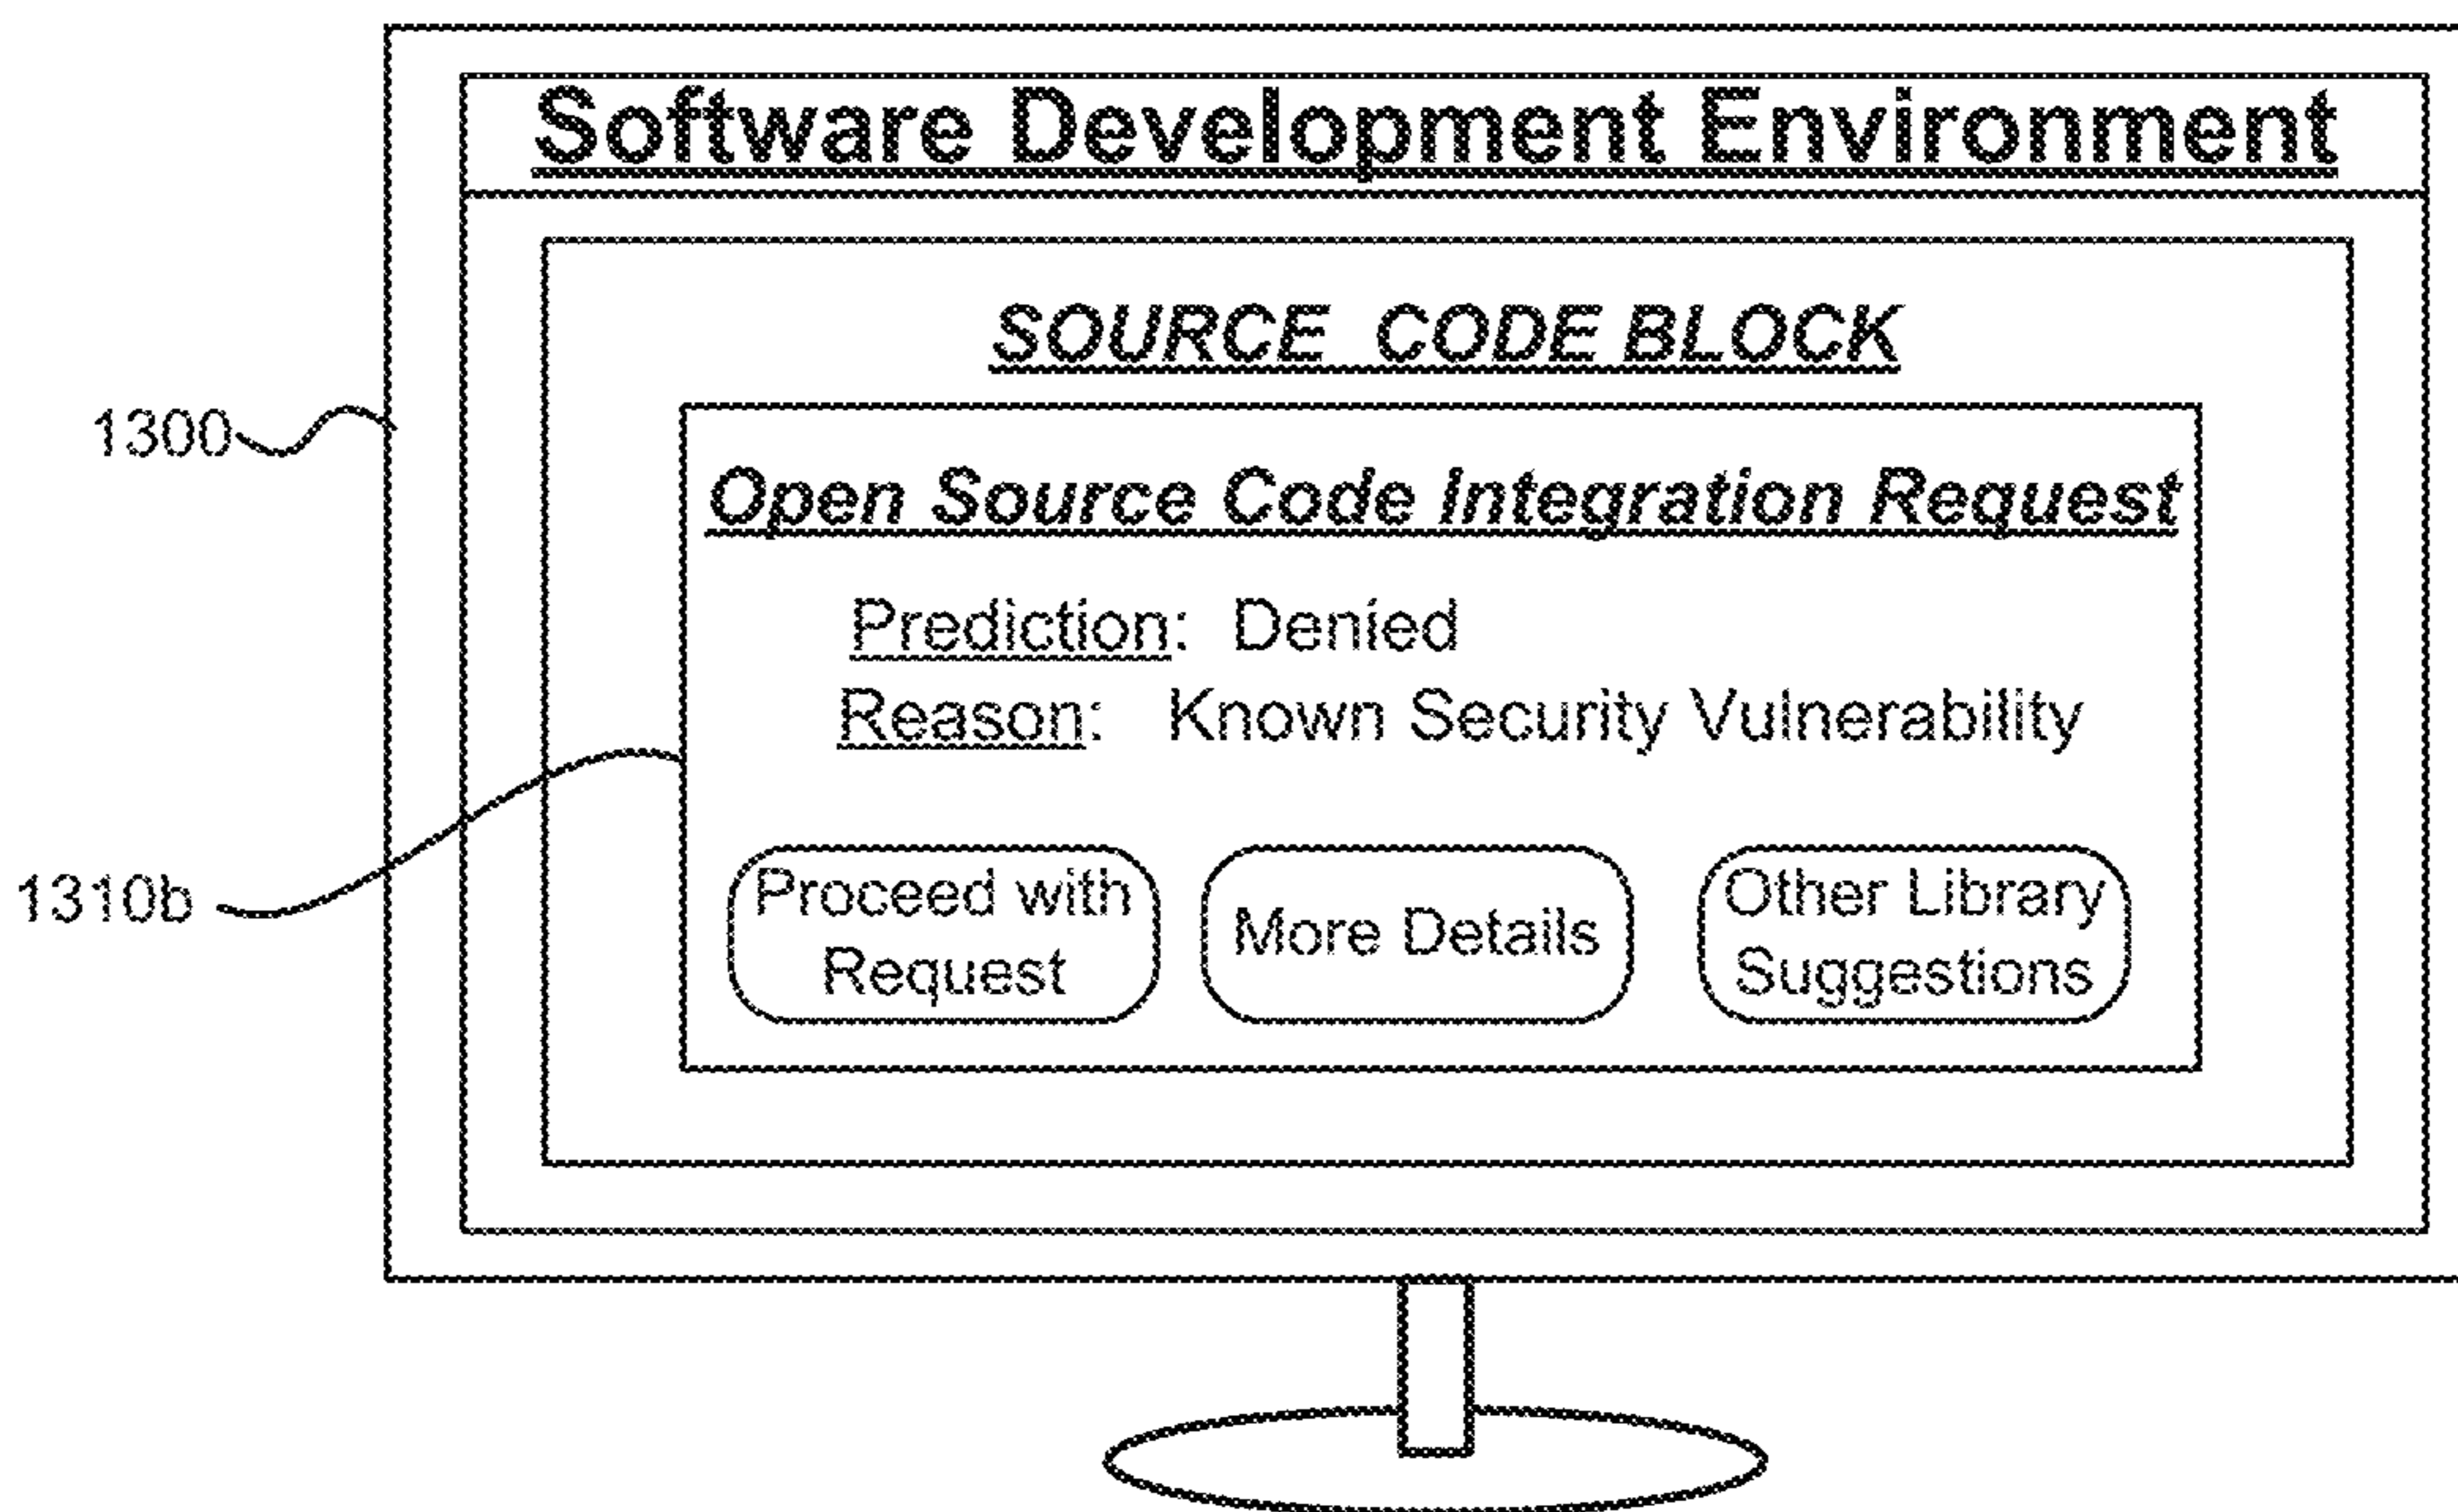 Software Development Environment
SOURCE CODE BLOCK
1300
Open Source Code Integration Request
Prediction: Denied
Reason: Known Security Vulnerability
1310b
Proceed with
Request
More Details
Other Library
Suggestions